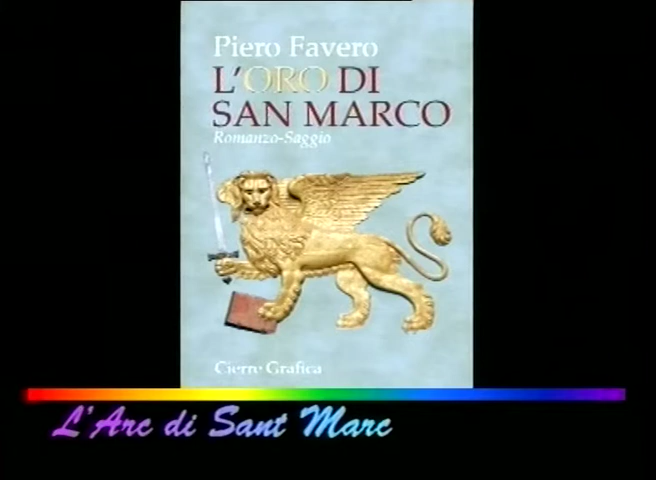 Piero Favero
L'ORO DI
SAN MARCO
Romanzo-Saggio
Cierre Grafica
L'Arc di Sant Marc